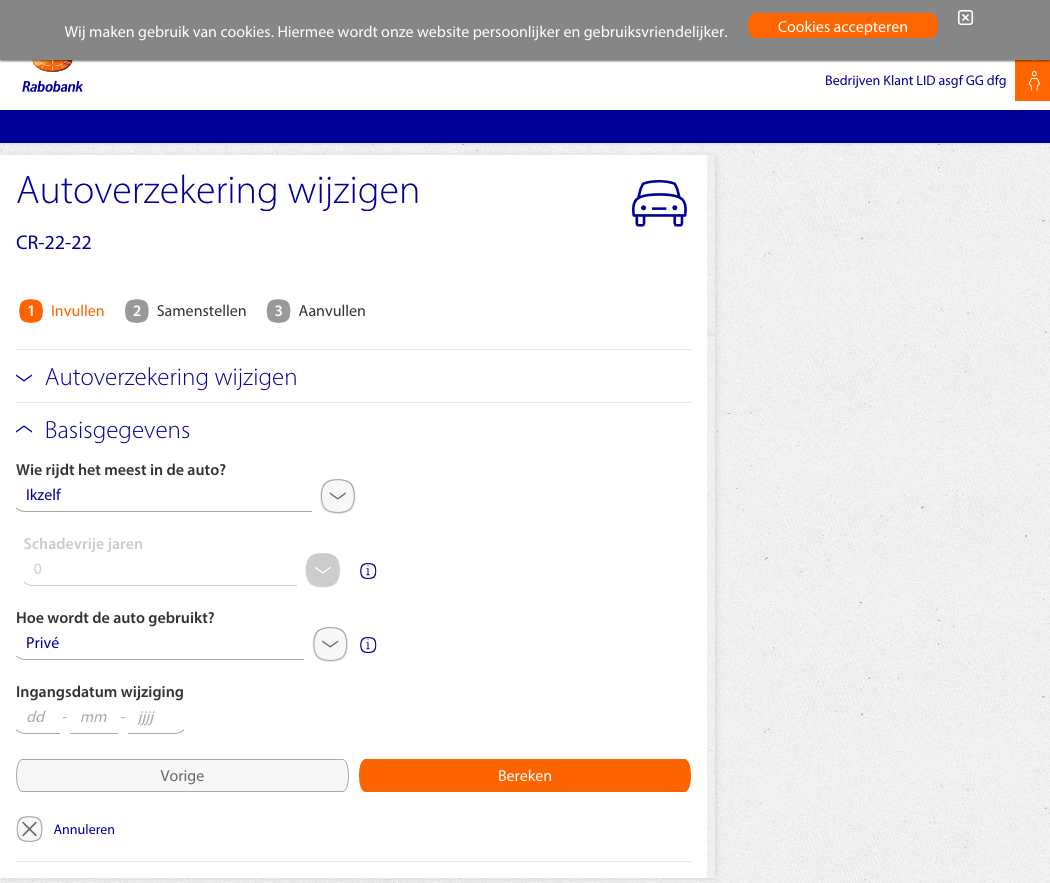 Wij maken gebruik van cookies. Hiermee wordt onze website persoonlijker en gebruiksvriendelijker.
Cookies accepteren
Rabobank
Bedrijven Klant LID asgf GG dfg
Autoverzekering wijzigen
CR-22-22
1 Invullen 2 Samenstellen 3 Aanvullen
Autoverzekering wijzigen
Basisgegevens
Wie rijdt het meest in de auto?
Ikzelf
Schadevrije jaren
0
Hoe wordt de auto gebruikt?
Privé
Ingangsdatum wijziging
dd - mm - jjjj
Vorige
Bereken
Annuleren